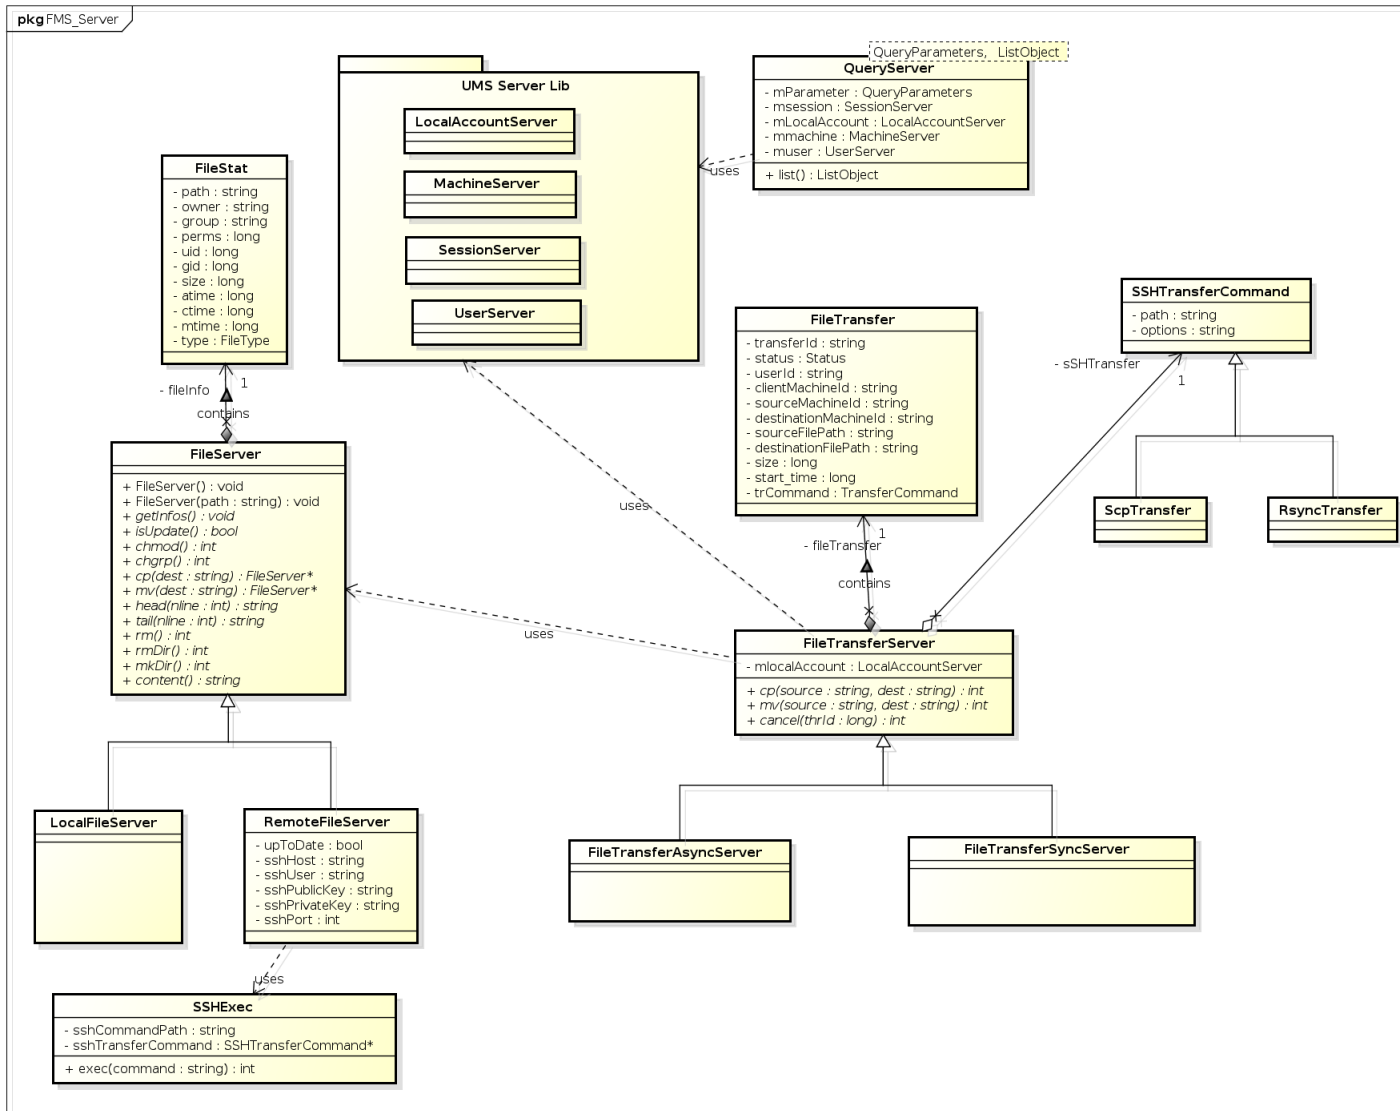 pkg FMS_Server
QueryParameters, ListObject
QueryServer
- mParameter : QueryParameters
- msession : SessionServer
- mLocalAccount : LocalAccountServer
- mmachine : MachineServer
- muser : UserServer
+ list() : ListObject
uses
UMS Server Lib
LocalAccountServer
MachineServer
SessionServer
UserServer
FileStat
- path : string
- owner : string
- group : string
- perms : long
- uid : long
- gid : long
- size : long
- atime : long
- ctime : long
- mtime : long
- type : FileType
- fileInfo
1
contains
FileServer
+ FileServer() : void
+ FileServer(path : string) : void
+ getInfos() : void
+ isUpdate() : bool
+ chmod() : int
+ chgrp() : int
+ cp(dest : string) : FileServer*
+ mv(dest : string) : FileServer*
+ head(nline : int) : string
+ tail(nline : int) : string
+ rm() : int
+ rmDir() : int
+ mkDir() : int
+ content() : string
uses
uses
FileTransfer
- transferId : string
- status : Status
- userId : string
- clientMachineId : string
- sourceMachineId : string
- destinationMachineId : string
- sourceFilePath : string
- destinationFilePath : string
- size : long
- start_time : long
- trCommand : TransferCommand
1
- fileTransfer
contains
SSHTransferCommand
- path : string
- options : string
- sSHTransfer
1
ScpTransfer
RsyncTransfer
FileTransferServer
- mlocalAccount : LocalAccountServer
+ cp(source : string, dest : string) : int
+ mv(source : string, dest : string) : int
+ cancel(thrId : long) : int
FileTransferAsyncServer
FileTransferSyncServer
LocalFileServer
RemoteFileServer
- upToDate : bool
- sshHost : string
- sshUser : string
- sshPublicKey : string
- sshPrivateKey : string
- sshPort : int
uses
SSHExec
- sshCommandPath : string
- sshTransferCommand : SSHTransferCommand*
+ exec(command : string) : int